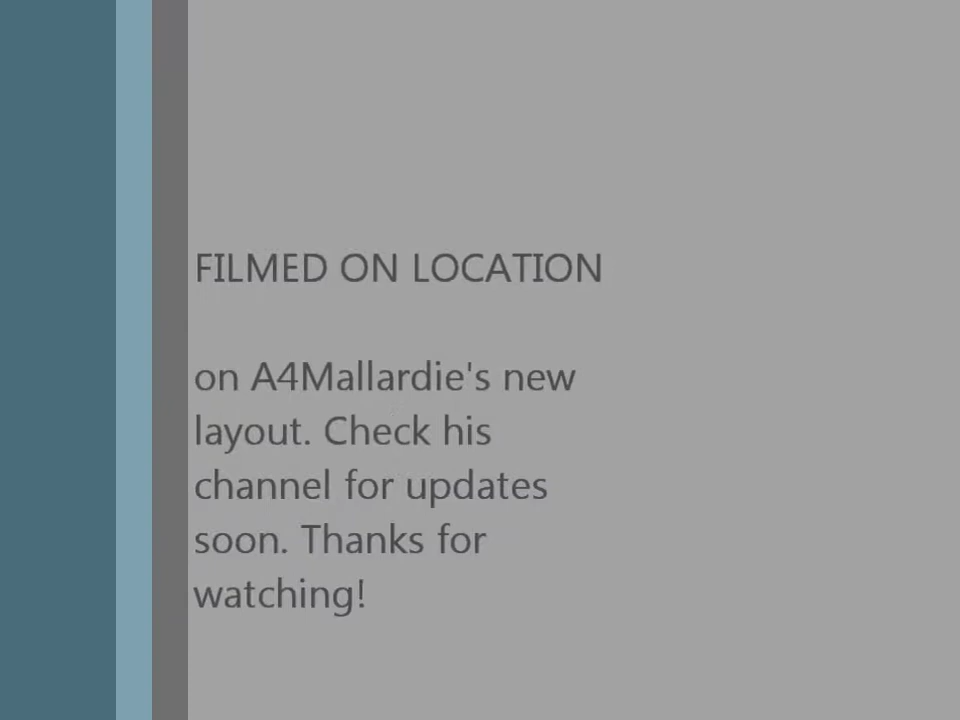 FILMED ON LOCATION
on A4Mallardie's new
layout. Check his
channel for updates
soon. Thanks for
watching!